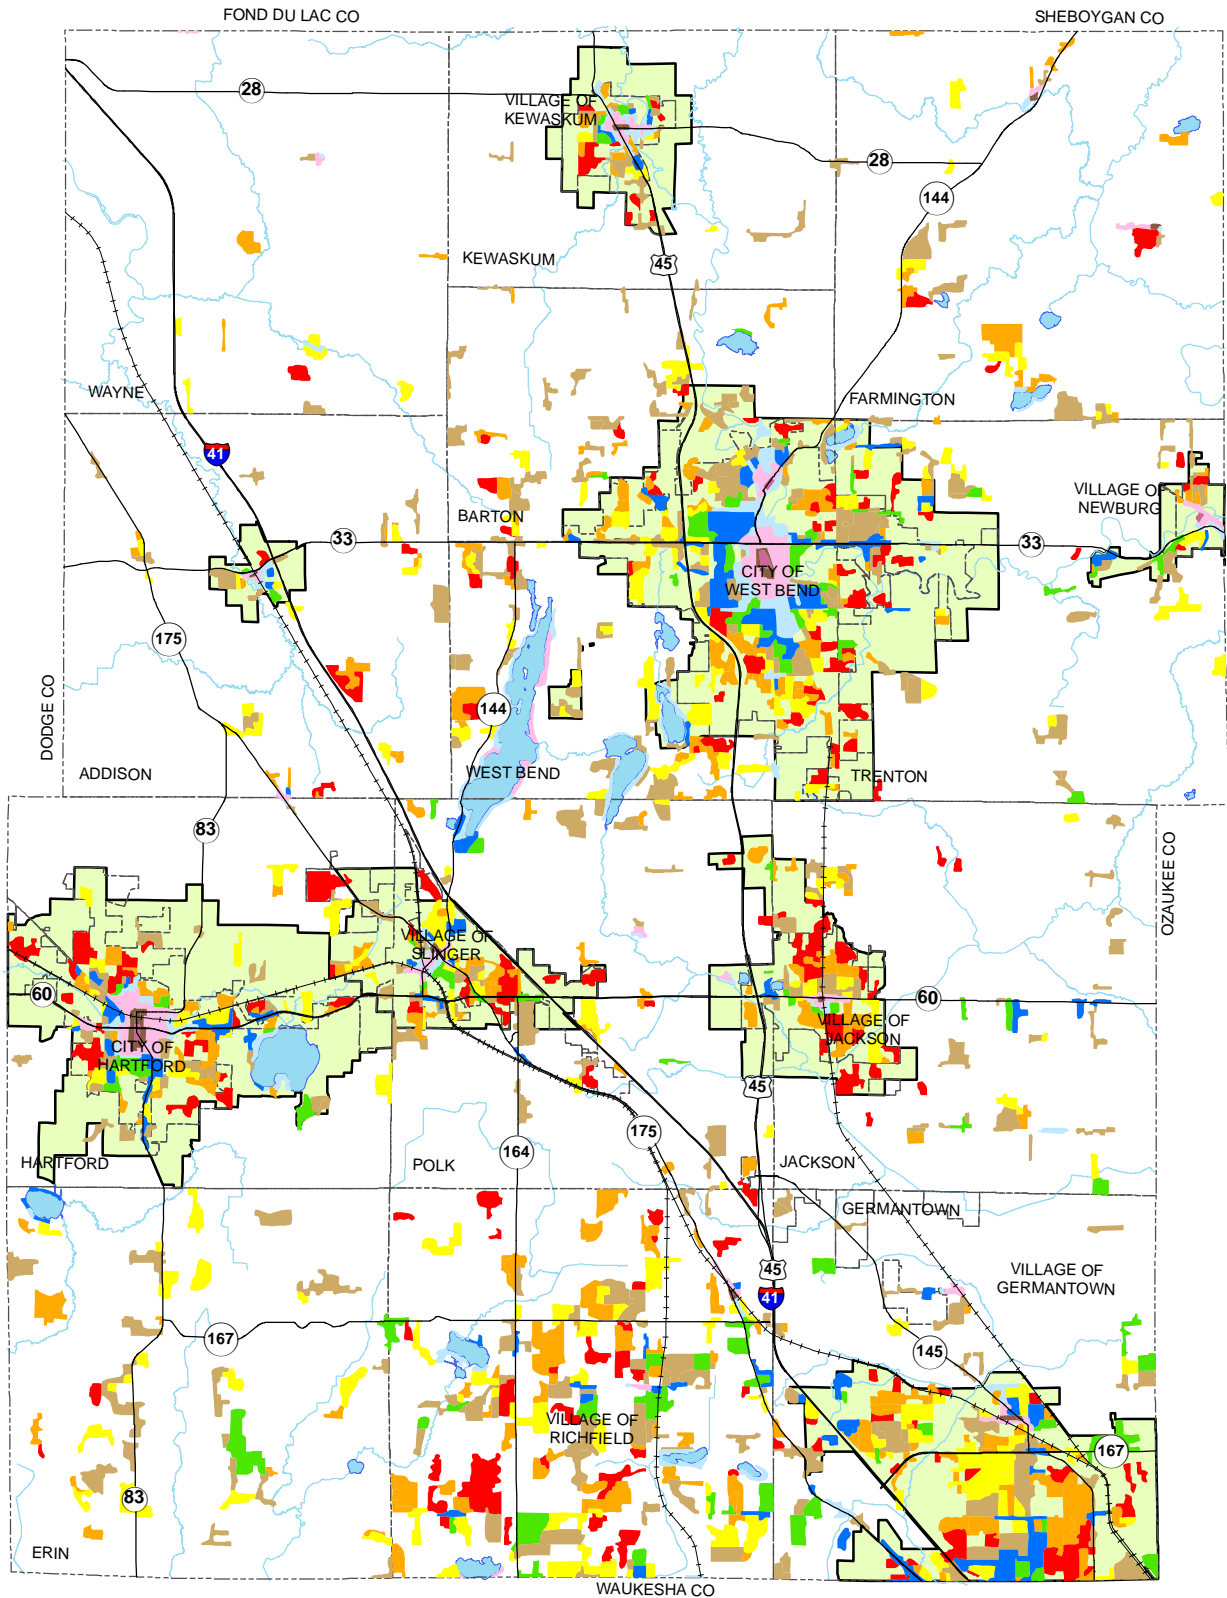 FOND DU LAC CO
SHEBOYGAN CO
28
VILLAGE OF
KEWASKUM
28
144
KEWASKUM
45
WAYNE
FARMINGTON
41
VILLAGE OF
NEWBURG
BARTON
33
33
CITY OF
WEST BEND
175
DODGE CO
144
ADDISON
WEST BEND
TRENTON
83
OZAUKEE CO
VILLAGE OF
SLINGER
60
60
VILLAGE OF
JACKSON
CITY OF
HARTFORD
45
175
164
HARTFORD
POLK
JACKSON
GERMANTOWN
45
VILLAGE OF
GERMANTOWN
41
167
145
VILLAGE OF
RICHFIELD
167
83
ERIN
WAUKESHA CO